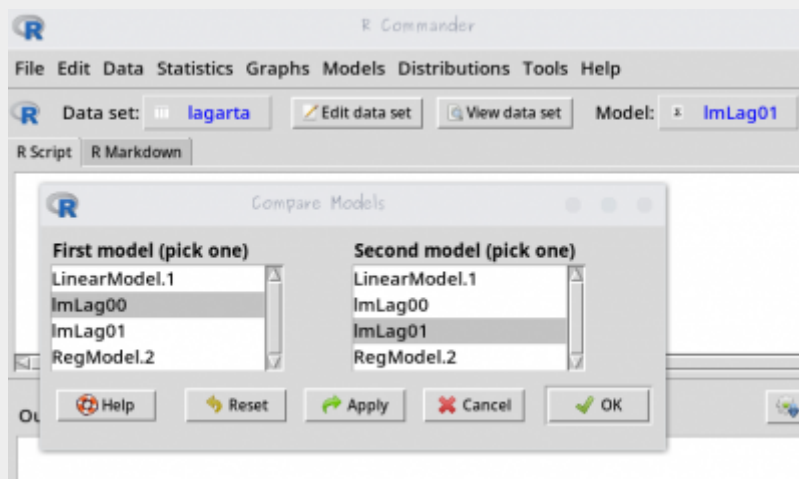 R Commander
File Edit Data Statistics Graphs Models Distributions Tools Help
R Data set: lagarta Edit data set View data set Model: Σ lmLag01
R Script R Markdown
R Compare Models
First model (pick one) Second model (pick one)
LinearModel.1 LinearModel.1
lmLag00 lmLag00
lmLag01 lmLag01
RegModel.2 RegModel.2
Help Reset Apply Cancel OK
Ou